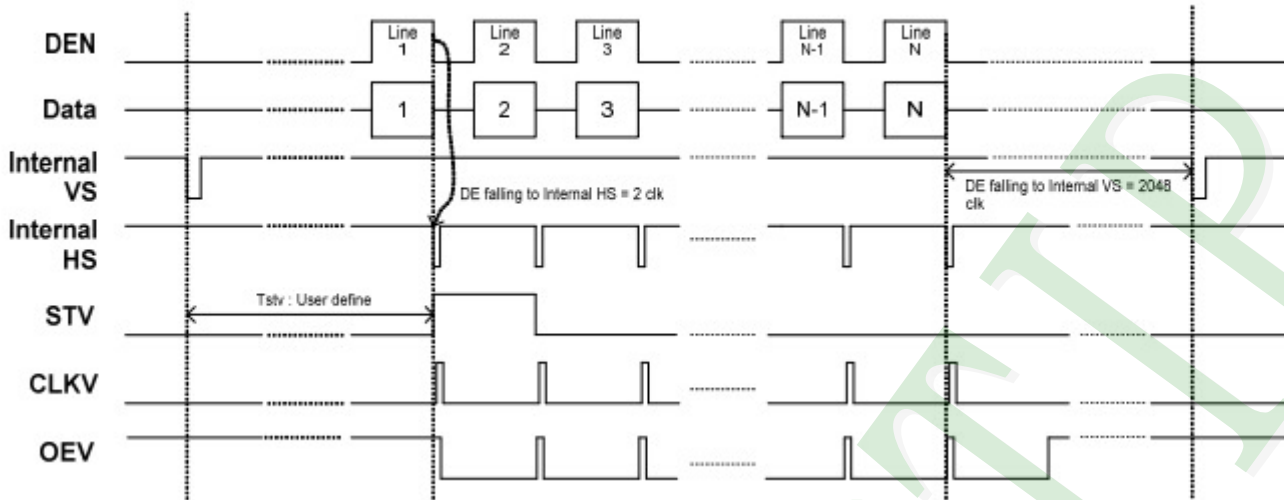 DEN
Line 1
Line 2
Line 3
Line N-1
Line N
Data
1
2
3
N-1
N
Internal VS
DE falling to Internal HS = 2 clk
DE falling to Internal VS = 2048 clk
Internal HS
Tstv : User define
STV
CLKV
OEV
TIP